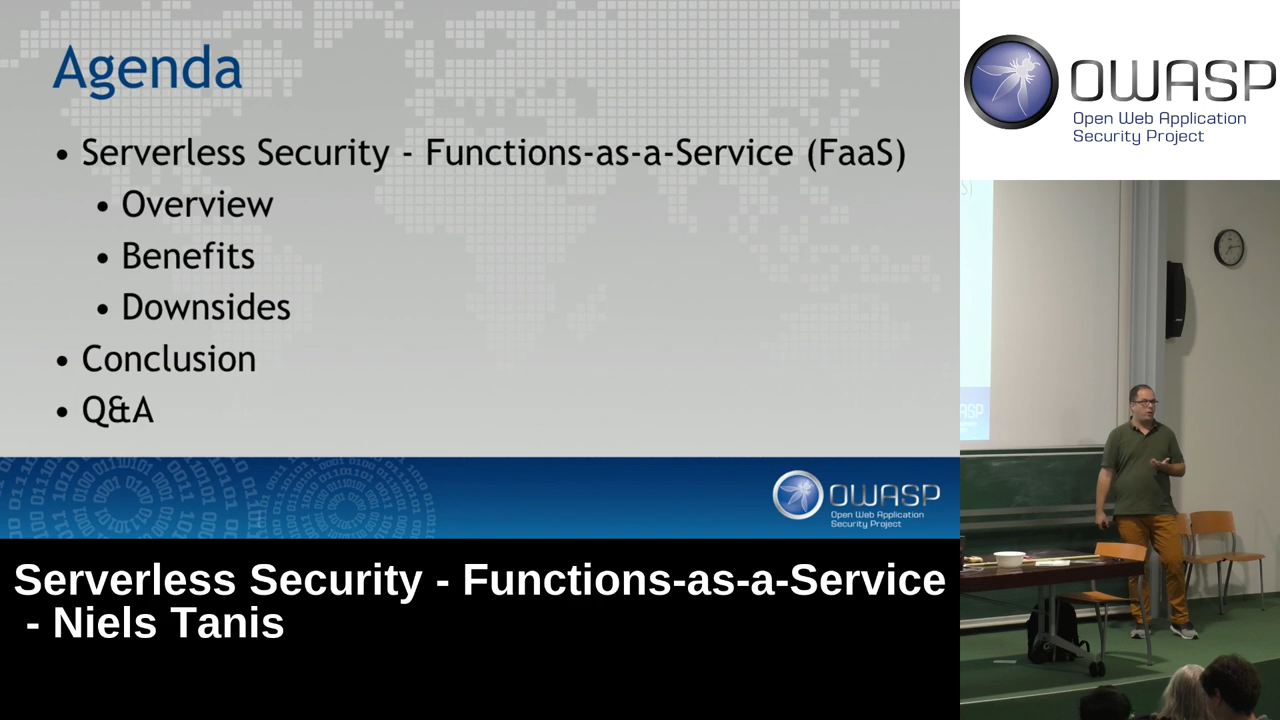 Agenda
• Serverless Security - Functions-as-a-Service (FaaS)
• Overview
• Benefits
• Downsides
• Conclusion
• Q&A
OWASP
Open Web Application
Security Project
Serverless Security - Functions-as-a-Service
- Niels Tanis
OWASP
Open Web Application
Security Project